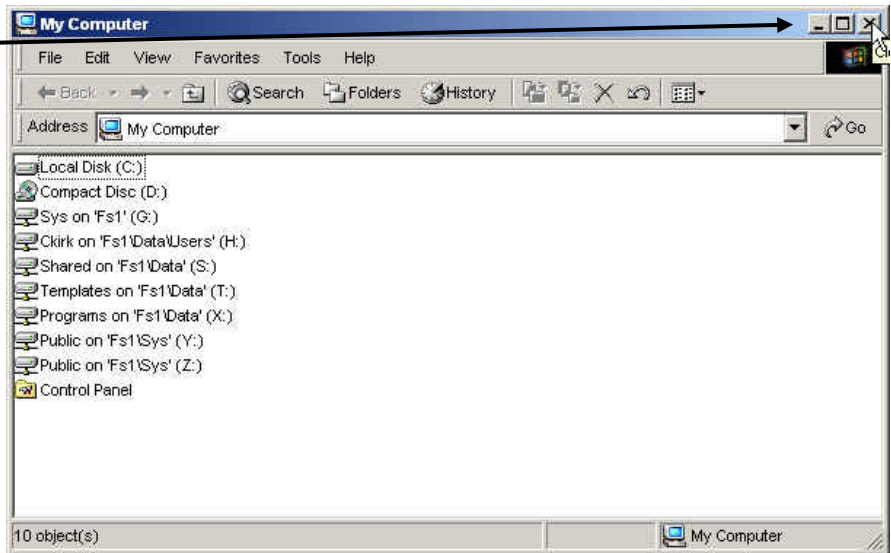 My Computer
File Edit View Favorites Tools Help
Back Search Folders History
Address My Computer Go
Local Disk (C:)
Compact Disc (D:)
Sys on 'Fs1' (G:)
Ckirk on 'Fs1\Data\Users' (H:)
Shared on 'Fs1\Data' (S:)
Templates on 'Fs1\Data' (T:)
Programs on 'Fs1\Data' (X:)
Public on 'Fs1\Sys' (Y:)
Public on 'Fs1\Sys' (Z:)
Control Panel
10 object(s) My Computer